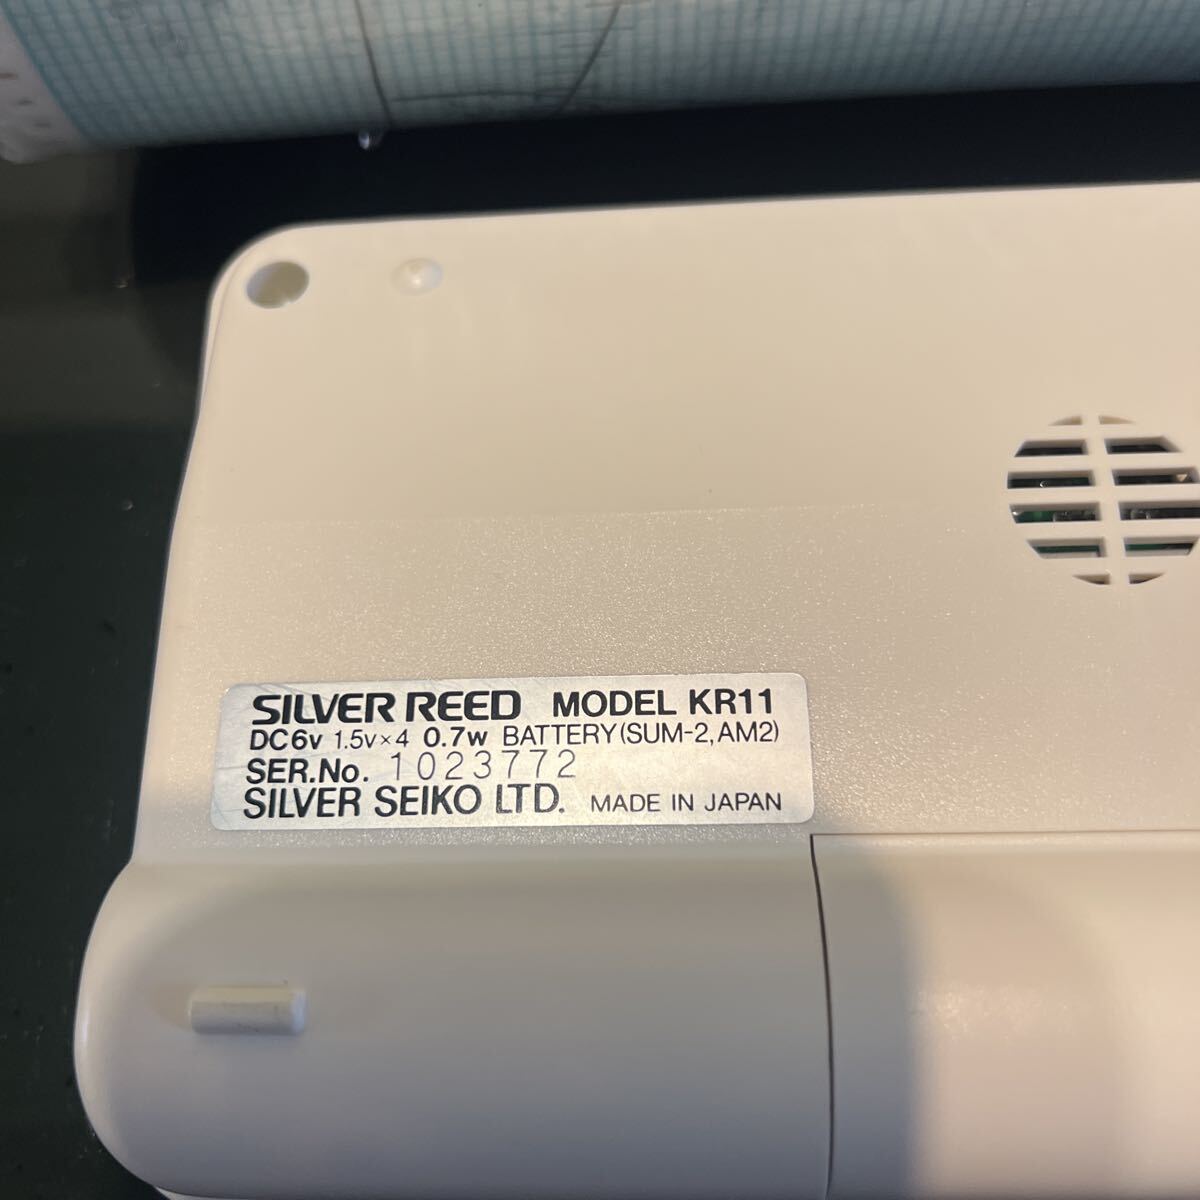 SILVER REED MODEL KR11
DC6v 1.5v×4 0.7w BATTERY(SUM-2,AM2)
SER.No. 1023772
SILVER SEIKO LTD. MADE IN JAPAN